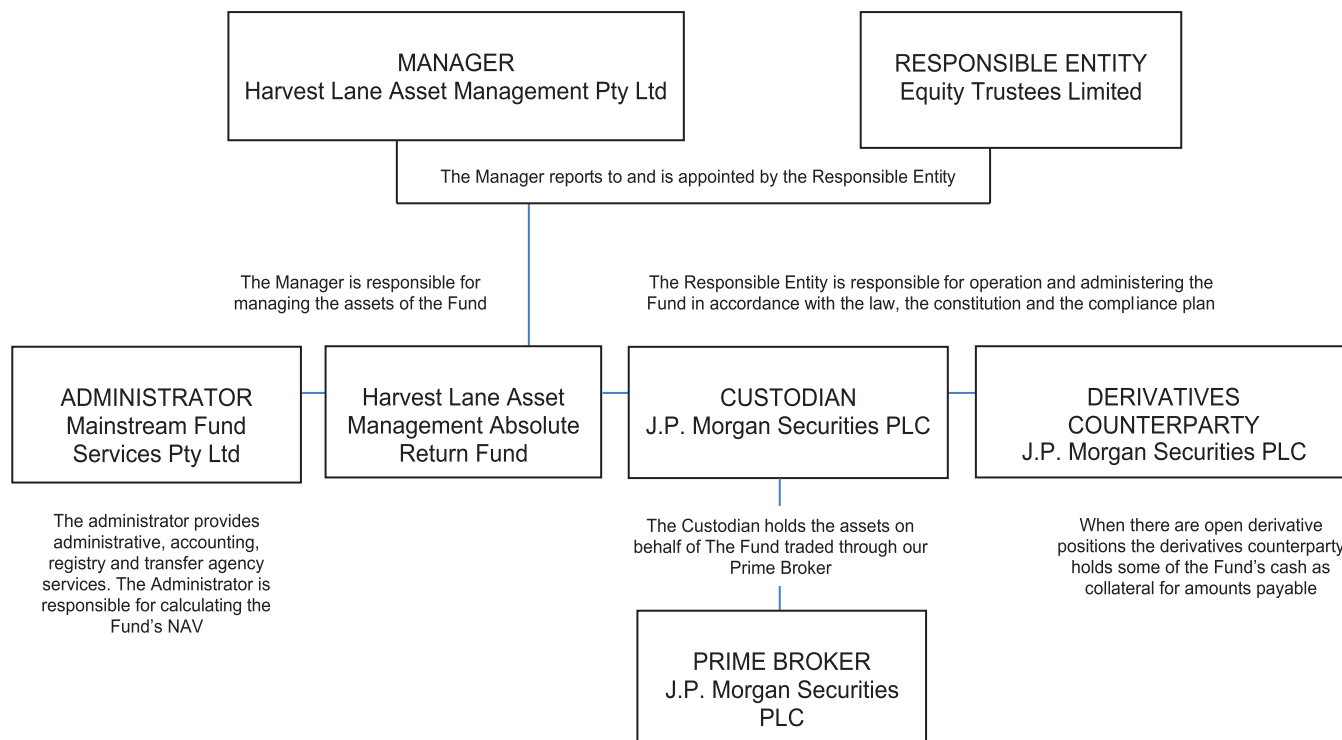 MANAGER
Harvest Lane Asset Management Pty Ltd
RESPONSIBLE ENTITY
Equity Trustees Limited
The Manager reports to and is appointed by the Responsible Entity
The Manager is responsible for
managing the assets of the Fund
The Responsible Entity is responsible for operation and administering the
Fund in accordance with the law, the constitution and the compliance plan
ADMINISTRATOR
Mainstream Fund
Services Pty Ltd
Harvest Lane Asset
Management Absolute
Return Fund
CUSTODIAN
J.P. Morgan Securities PLC
DERIVATIVES
COUNTERPARTY
J.P. Morgan Securities PLC
The administrator provides
administrative, accounting,
registry and transfer agency
services. The Administrator is
responsible for calculating the
Fund's NAV
The Custodian holds the assets on
behalf of The Fund traded through our
Prime Broker
When there are open derivative
positions the derivatives counterparty
holds some of the Fund's cash as
collateral for amounts payable
PRIME BROKER
J.P. Morgan Securities
PLC